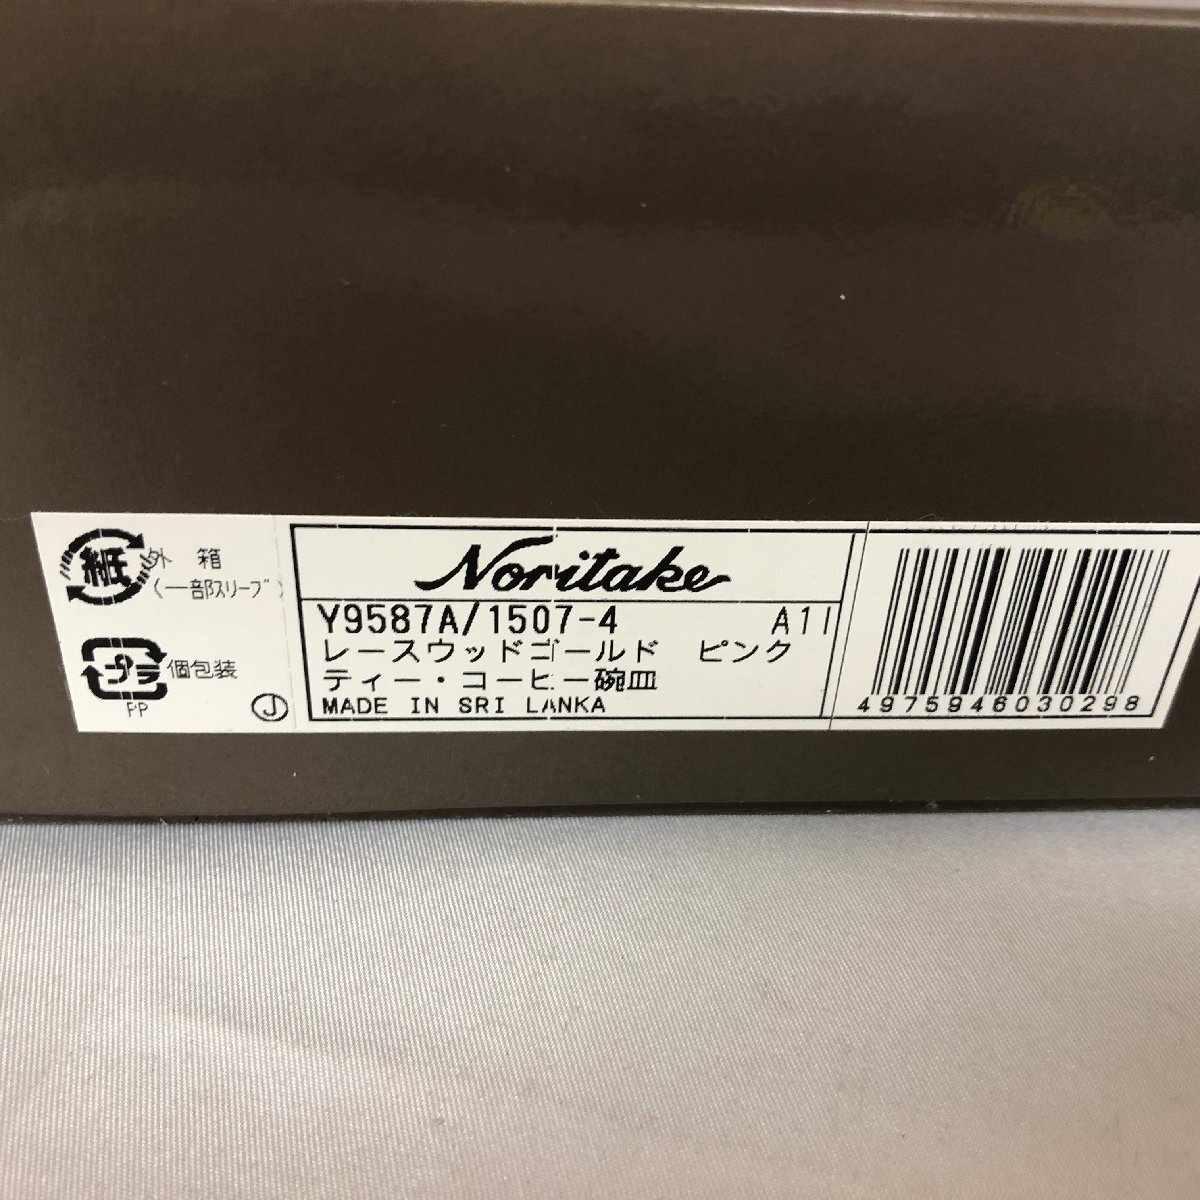 紙 外 箱
(一部スリーブ)
プラ 個包装
PP
J
Noritake
Y9587A/1507-4 A11
レースウッドゴールド ピンク
ティー・コーヒー碗皿
MADE IN SRI LANKA
4975946030298